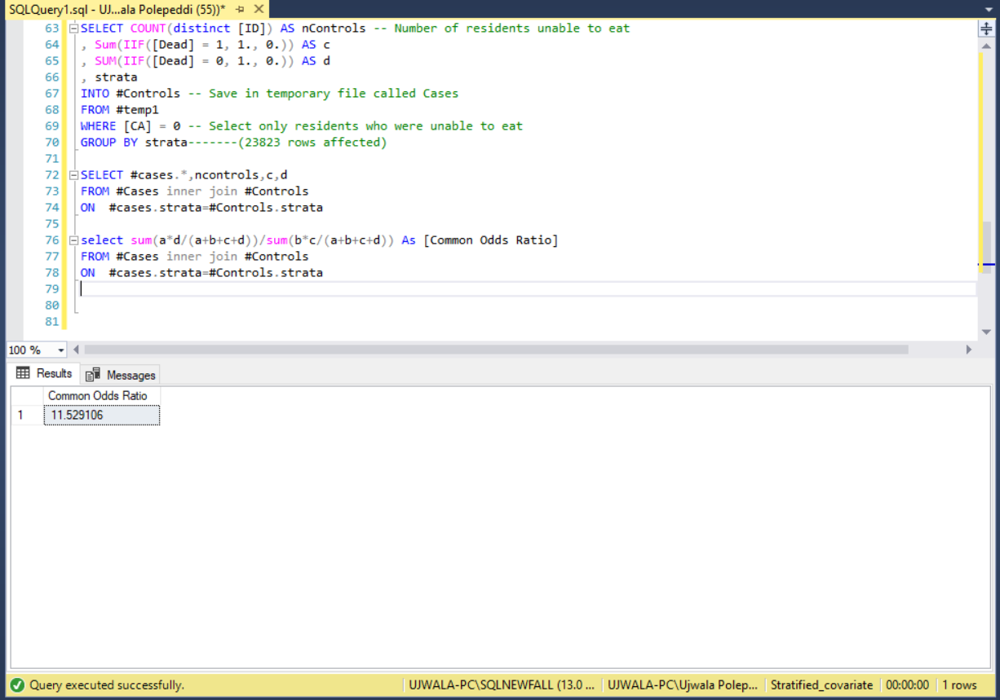 SQLQuery1.sql - UJ...ala Polepeddi (55))*
63 SELECT COUNT(distinct [ID]) AS nControls -- Number of residents unable to eat
64 , Sum(IIF([Dead] = 1, 1., 0.)) AS c
65 , SUM(IIF([Dead] = 0, 1., 0.)) AS d
66 , strata
67 INTO #Controls -- Save in temporary file called Cases
68 FROM #temp1
69 WHERE [CA] = 0 -- Select only residents who were unable to eat
70 GROUP BY strata-------(23823 rows affected)
71
72 SELECT #cases.*,ncontrols,c,d
73 FROM #Cases inner join #Controls
74 ON  #cases.strata=#Controls.strata
75
76 select sum(a*d/(a+b+c+d))/sum(b*c/(a+b+c+d)) As [Common Odds Ratio]
77 FROM #Cases inner join #Controls
78 ON  #cases.strata=#Controls.strata
79
80
81
100 %
Results Messages
Common Odds Ratio
1 11.529106
Query executed successfully. UJWALA-PC\SQLNEWFALL (13.0 ... UJWALA-PC\Ujwala Polep... Stratified_covariate 00:00:00 1 rows